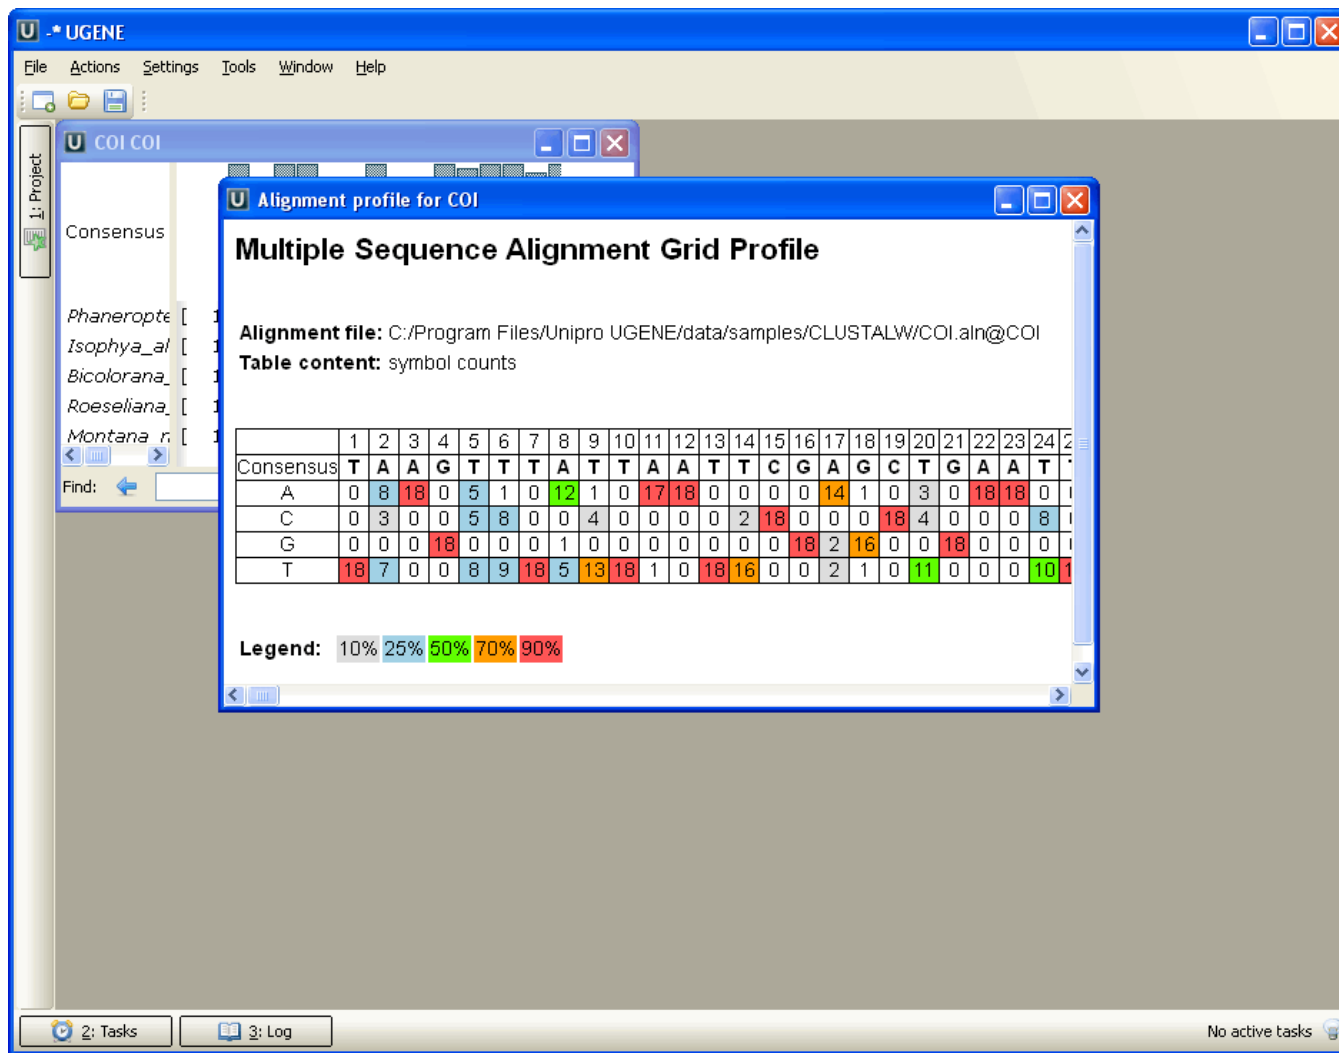 -* UGENE
File Actions Settings Tools Window Help
1: Project
COI COI
Consensus
Phaneropte [ 1
Isophya_al [ 1
Bicolorana_ [ 1
Roeseliana_ [ 1
Montana_n [ 1
Find:
Alignment profile for COI
Multiple Sequence Alignment Grid Profile
Alignment file: C:/Program Files/Unipro UGENE/data/samples/CLUSTALW/COI.aln@COI
Table content: symbol counts
1 2 3 4 5 6 7 8 9 10 11 12 13 14 15 16 17 18 19 20 21 22 23 24 2
Consensus T A A G T T T A T T A A T T C G A G C T G A A T
A 0 8 18 0 5 1 0 12 1 0 17 18 0 0 0 0 14 1 0 3 0 18 18 0
C 0 3 0 0 5 8 0 0 4 0 0 0 0 2 18 0 0 0 18 4 0 0 0 8
G 0 0 0 18 0 0 0 1 0 0 0 0 0 0 0 18 2 16 0 0 18 0 0 0
T 18 7 0 0 8 9 18 5 13 18 1 0 18 16 0 0 2 1 0 11 0 0 0 10 1
Legend: 10% 25% 50% 70% 90%
2: Tasks
3: Log
No active tasks